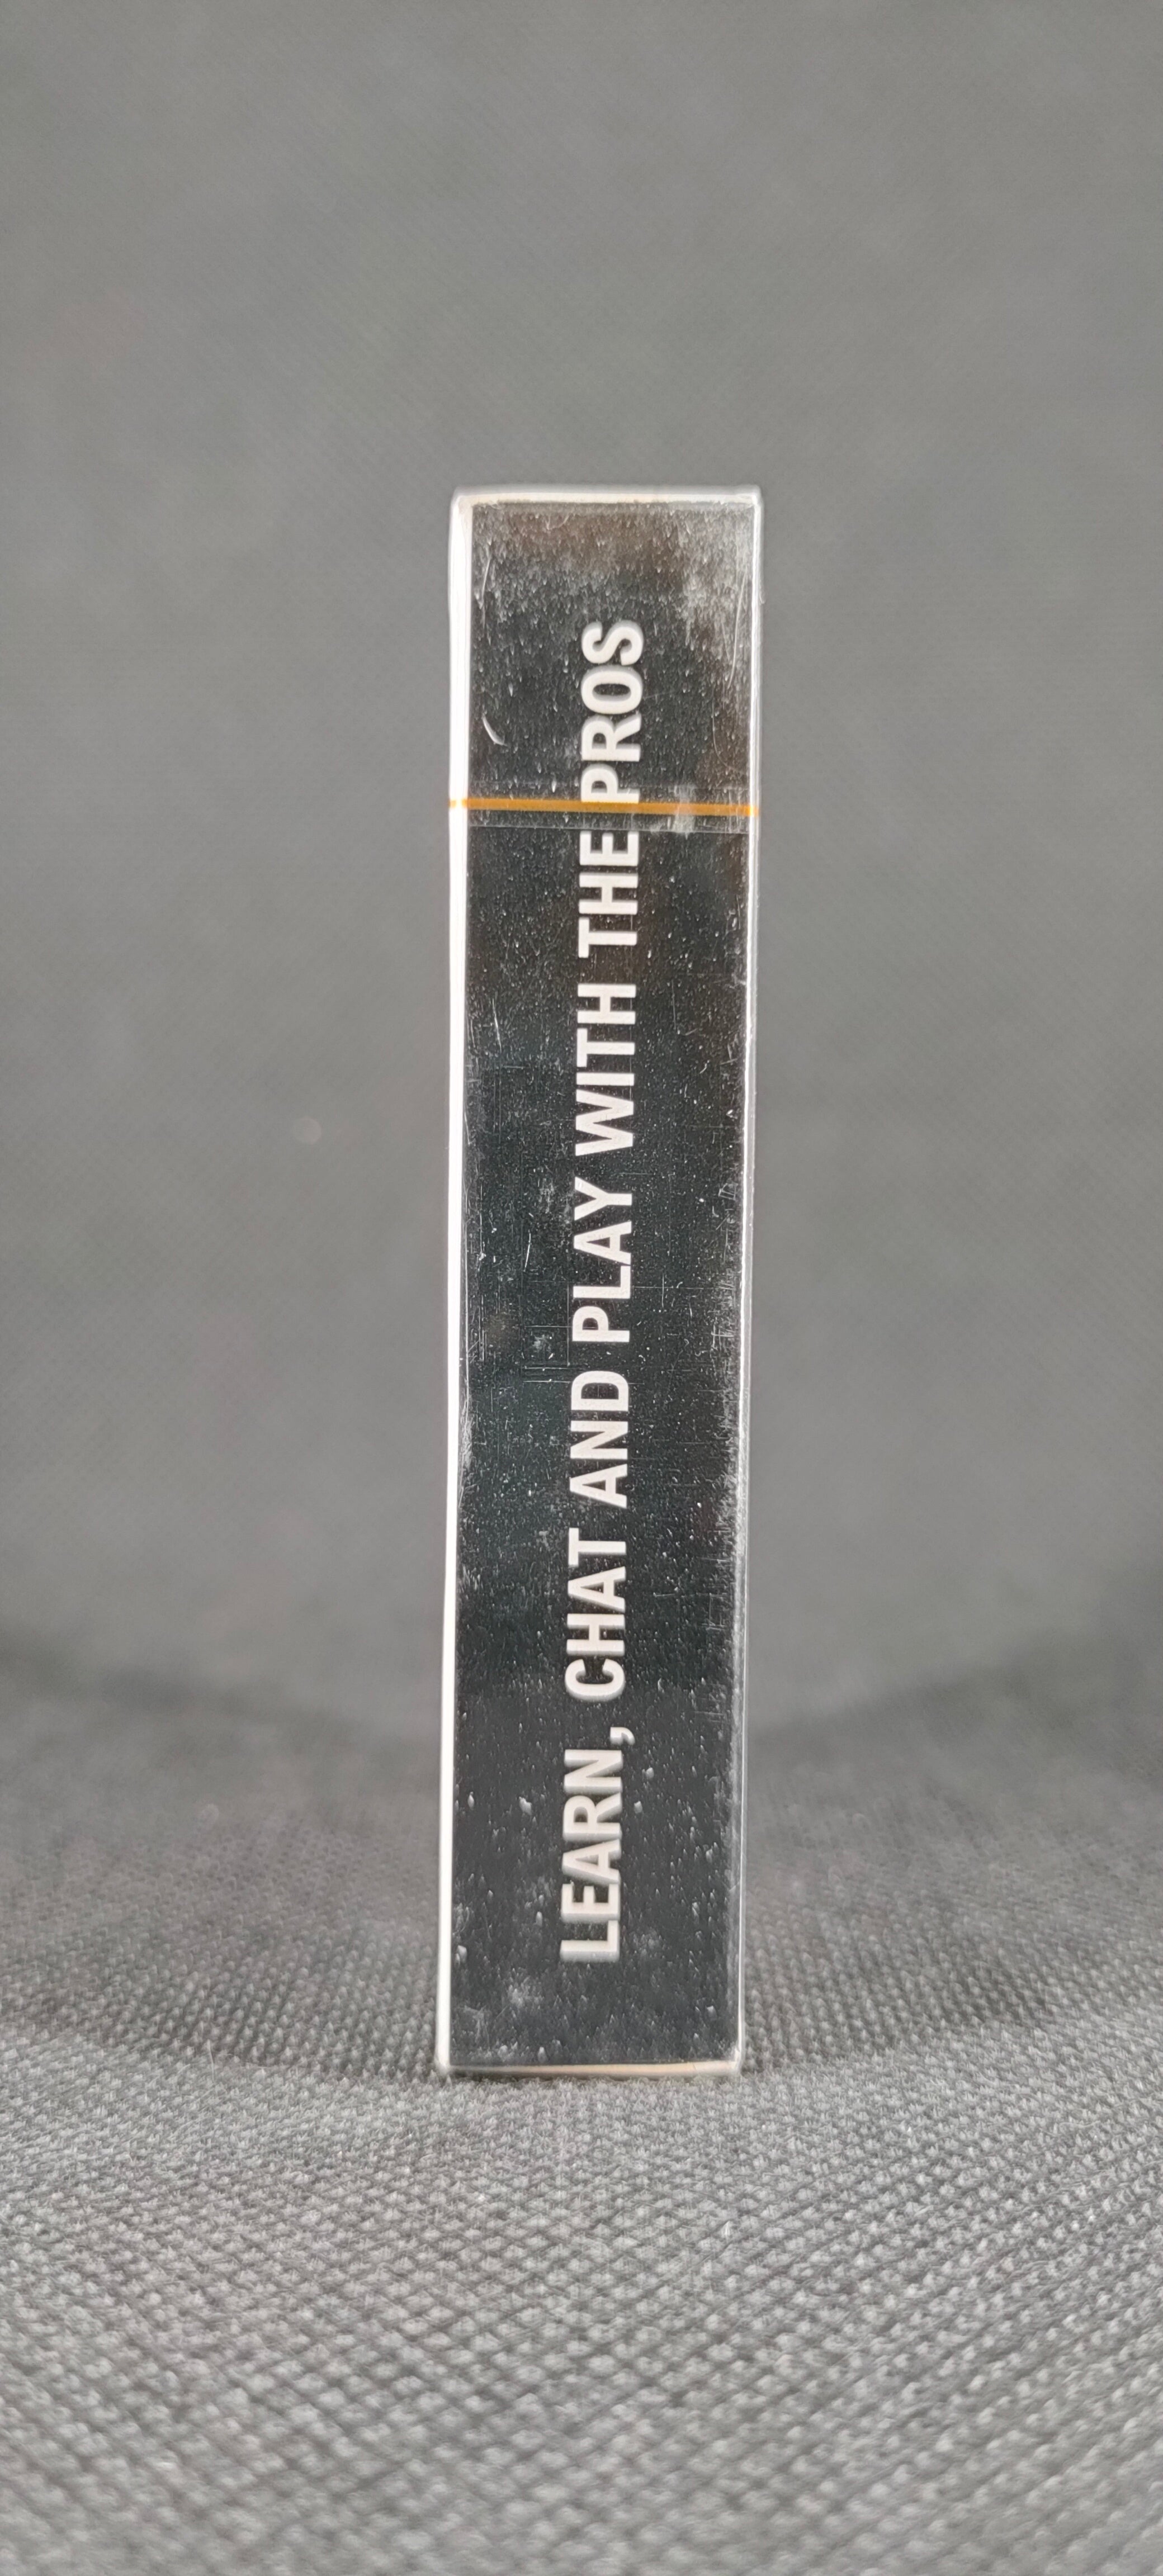 LEARN, CHAT AND PLAY WITH THE PROS